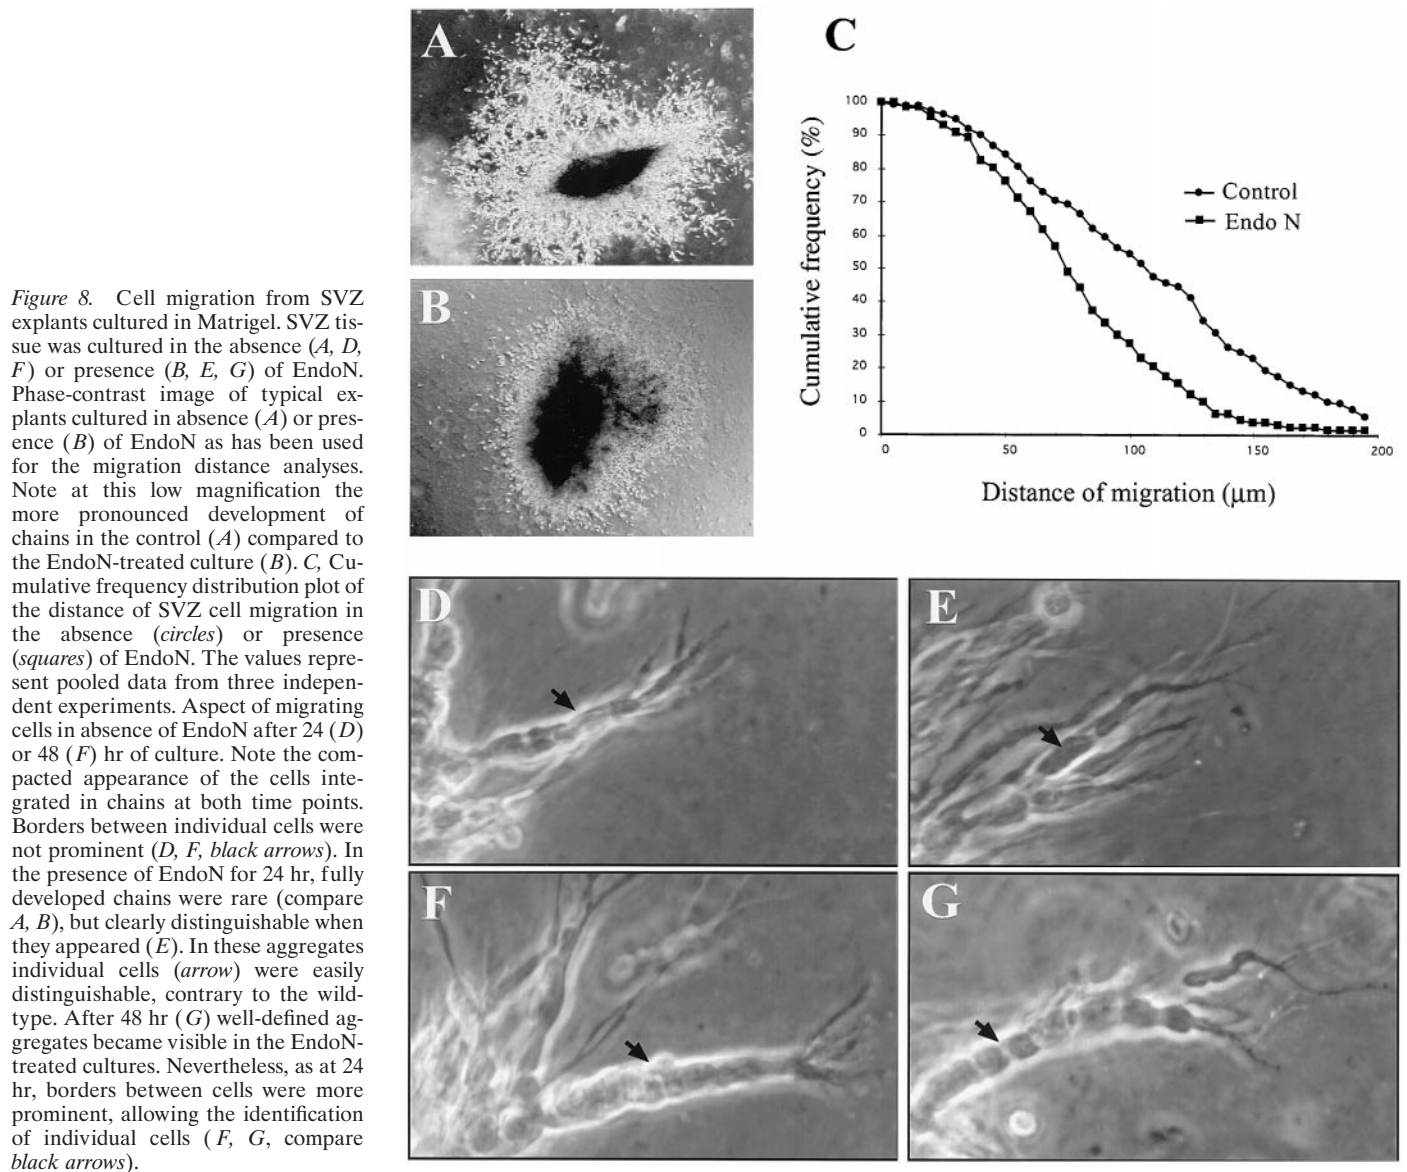 Figure 8. Cell migration from SVZ
explants cultured in Matrigel. SVZ tis-
sue was cultured in the absence (A, D,
F) or presence (B, E, G) of EndoN.
Phase-contrast image of typical ex-
plants cultured in absence (A) or pres-
ence (B) of EndoN as has been used
for the migration distance analyses.
Note at this low magnification the
more pronounced development of
chains in the control (A) compared to
the EndoN-treated culture (B). C, Cu-
mulative frequency distribution plot of
the distance of SVZ cell migration in
the absence (circles) or presence
(squares) of EndoN. The values repre-
sent pooled data from three indepen-
dent experiments. Aspect of migrating
cells in absence of EndoN after 24 (D)
or 48 (F) hr of culture. Note the com-
pacted appearance of the cells inte-
grated in chains at both time points.
Borders between individual cells were
not prominent (D, F, black arrows). In
the presence of EndoN for 24 hr, fully
developed chains were rare (compare
A, B), but clearly distinguishable when
they appeared (E). In these aggregates
individual cells (arrow) were easily
distinguishable, contrary to the wild-
type. After 48 hr (G) well-defined ag-
gregates became visible in the EndoN-
treated cultures. Nevertheless, as at 24
hr, borders between cells were more
prominent, allowing the identification
of individual cells (F, G, compare
black arrows).
A
B
C
Cumulative frequency (%)
100
90
80
70
60
50
40
30
20
10
0
0 50 100 150 200
Distance of migration (μm)
Control
Endo N
D
E
F
G